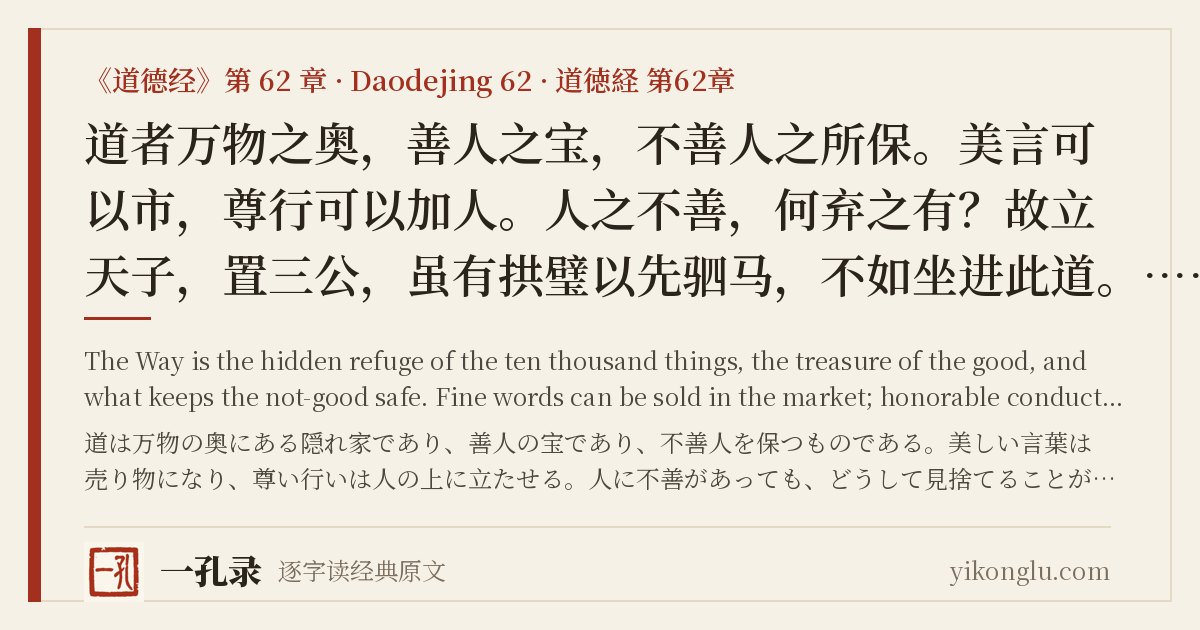 《道德经》第 62 章 · Daodejing 62 · 道徳経 第62章
道者万物之奥，善人之宝，不善人之所保。美言可
以市，尊行可以加人。人之不善，何弃之有？故立
天子，置三公，虽有拱璧以先驷马，不如坐进此道。……
The Way is the hidden refuge of the ten thousand things, the treasure of the good, and
what keeps the not-good safe. Fine words can be sold in the market; honorable conduct…
道は万物の奥にある隠れ家であり、善人の宝であり、不善人を保つものである。美しい言葉は
売り物になり、尊い行いは人の上に立たせる。人に不善があっても、どうして見捨てることが…
一孔
一孔录 逐字读经典原文
yikonglu.com